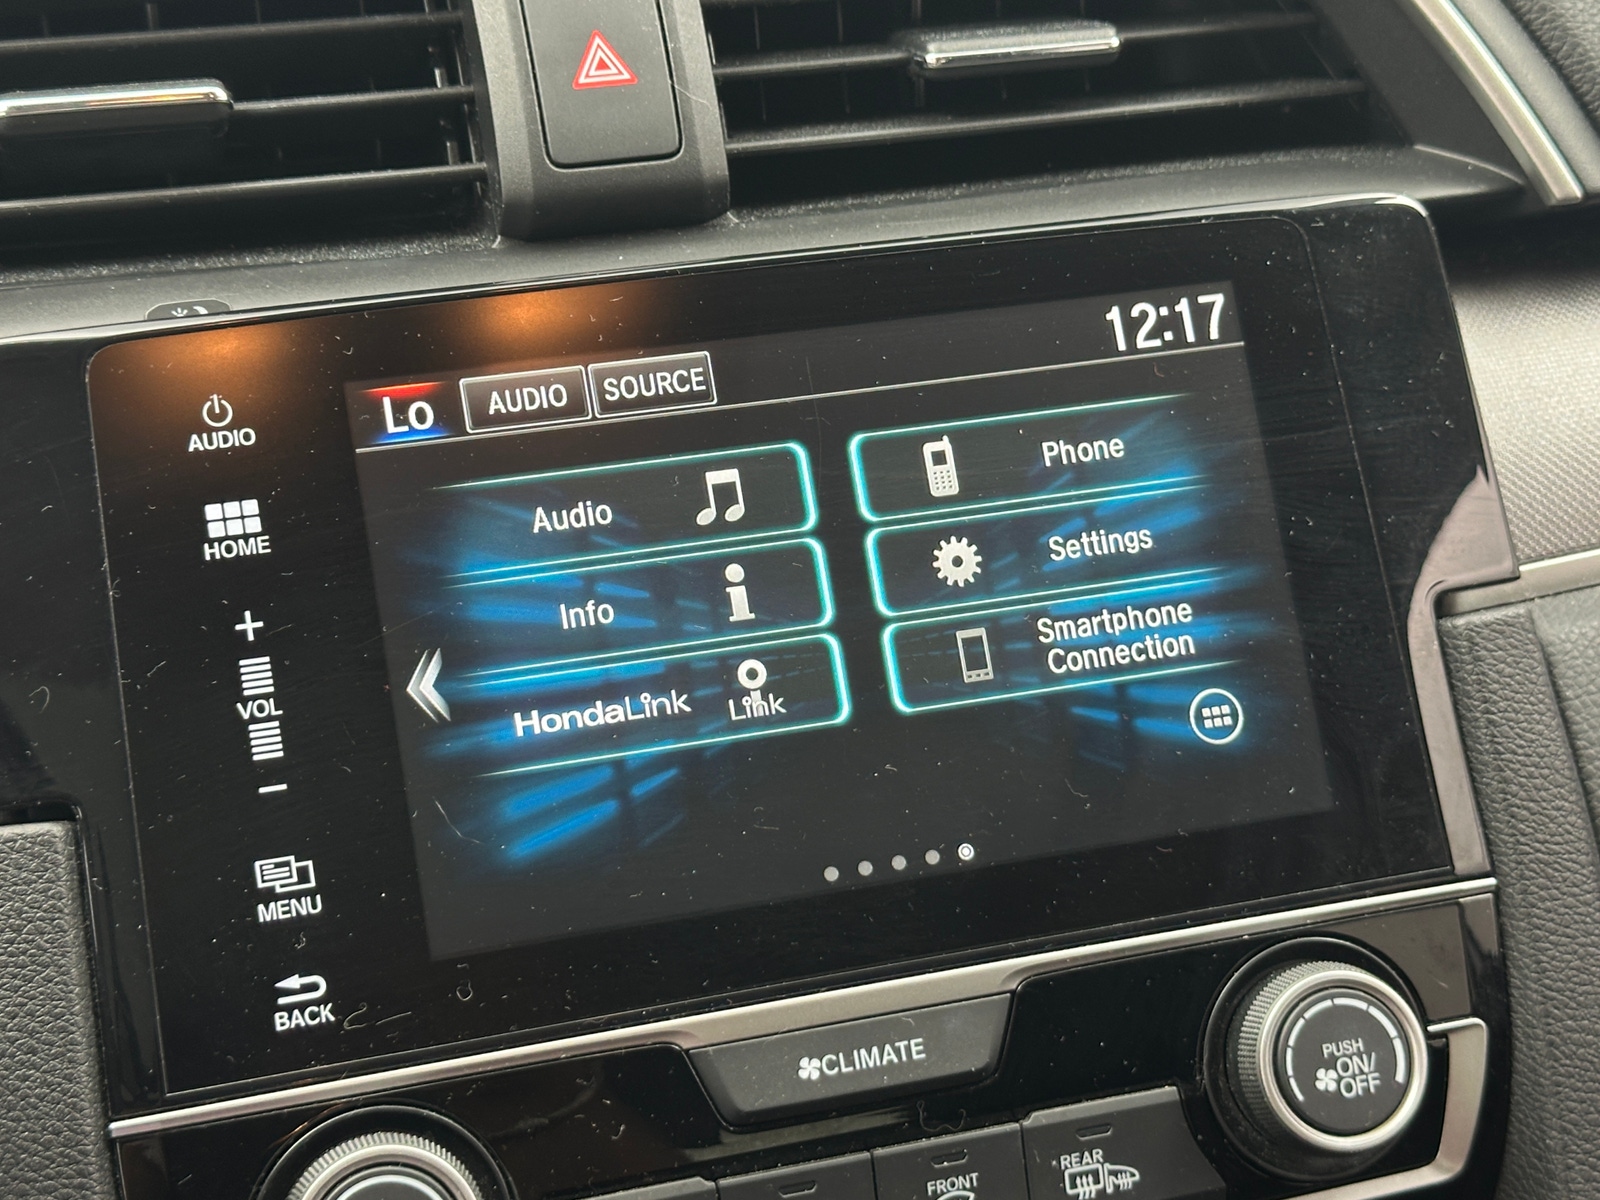 12:17
Lo
AUDIO
SOURCE
AUDIO
HOME
+
VOL
-
MENU
BACK
Audio
Phone
Info
Settings
HondaLink
Link
Smartphone
Connection
CLIMATE
PUSH
ON/
OFF
FRONT
REAR